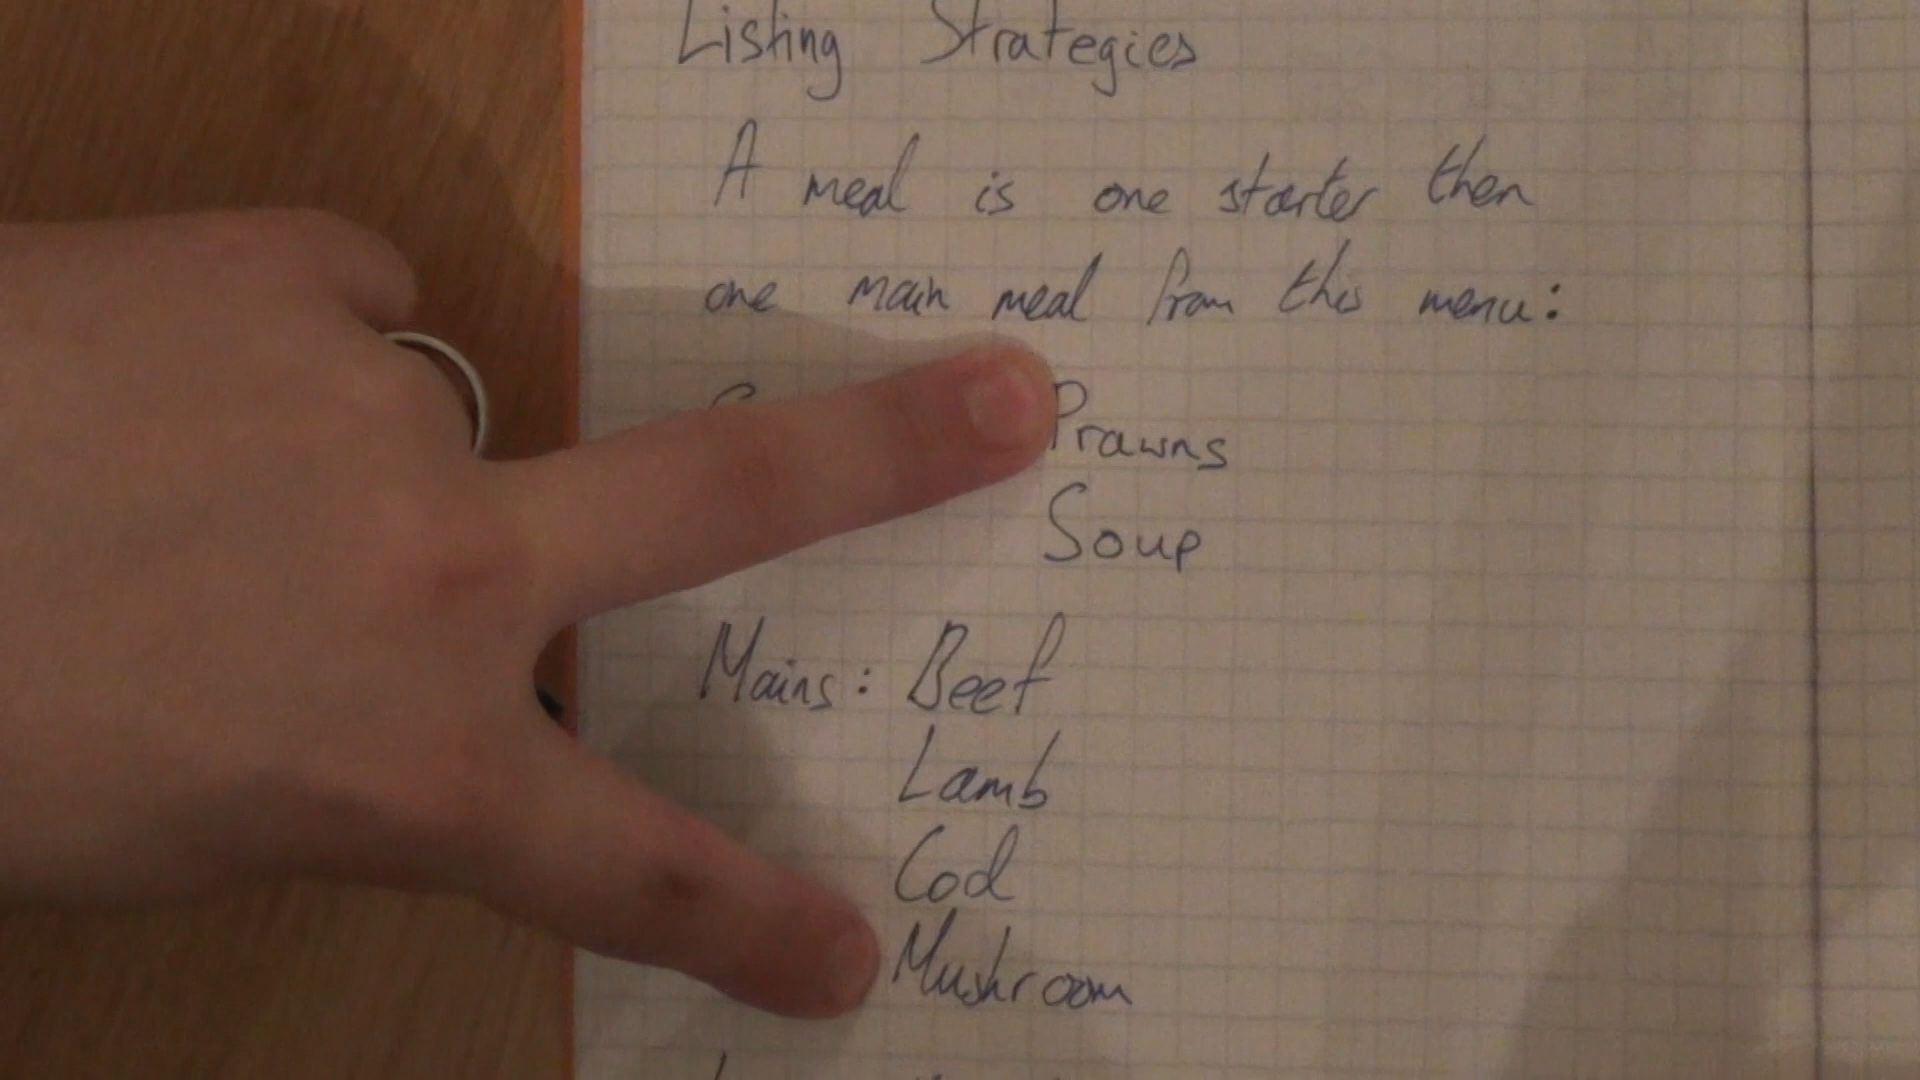 Listing Strategies
A meal is one starter then
one main meal from this menu:
Prawns
Soup
Mains: Beef
Lamb
Cod
Mushroom